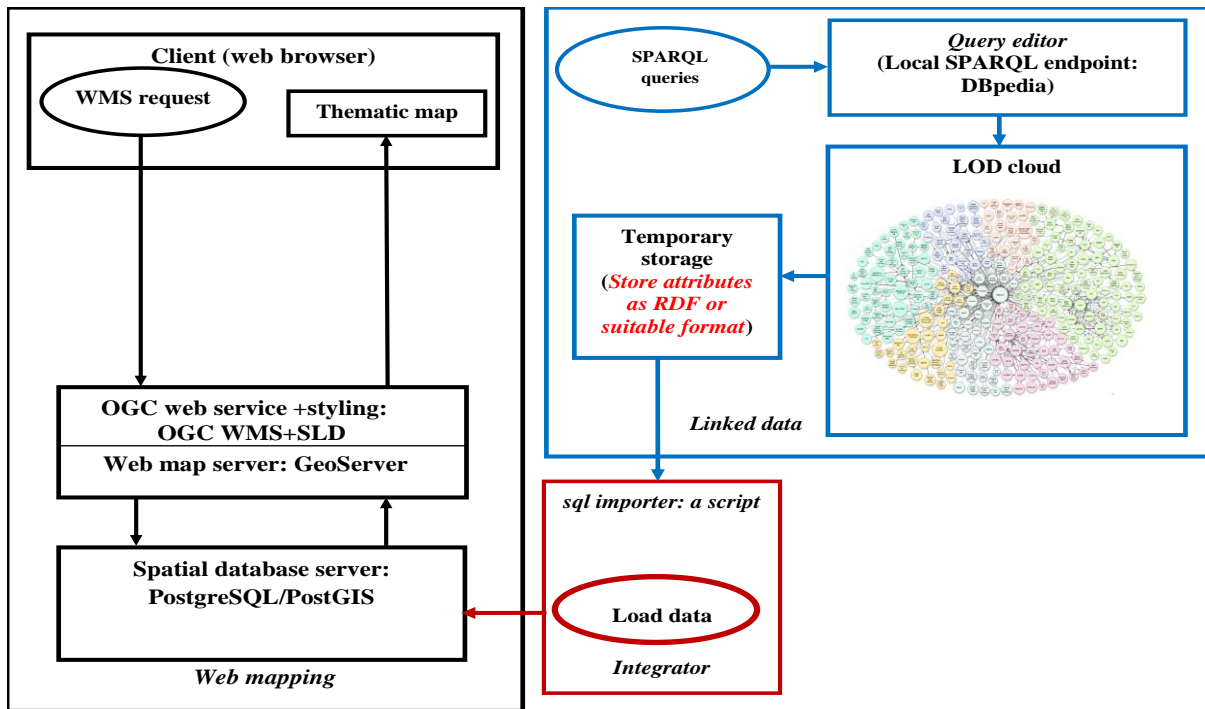 Client (web browser)
WMS request
Thematic map
OGC web service +styling:
OGC WMS+SLD
Web map server: GeoServer
Spatial database server:
PostgreSQL/PostGIS
Web mapping
SPARQL
queries
Query editor
(Local SPARQL endpoint:
DBpedia)
LOD cloud
Temporary
storage
(Store attributes
as RDF or
suitable format)
Linked data
sql importer: a script
Load data
Integrator